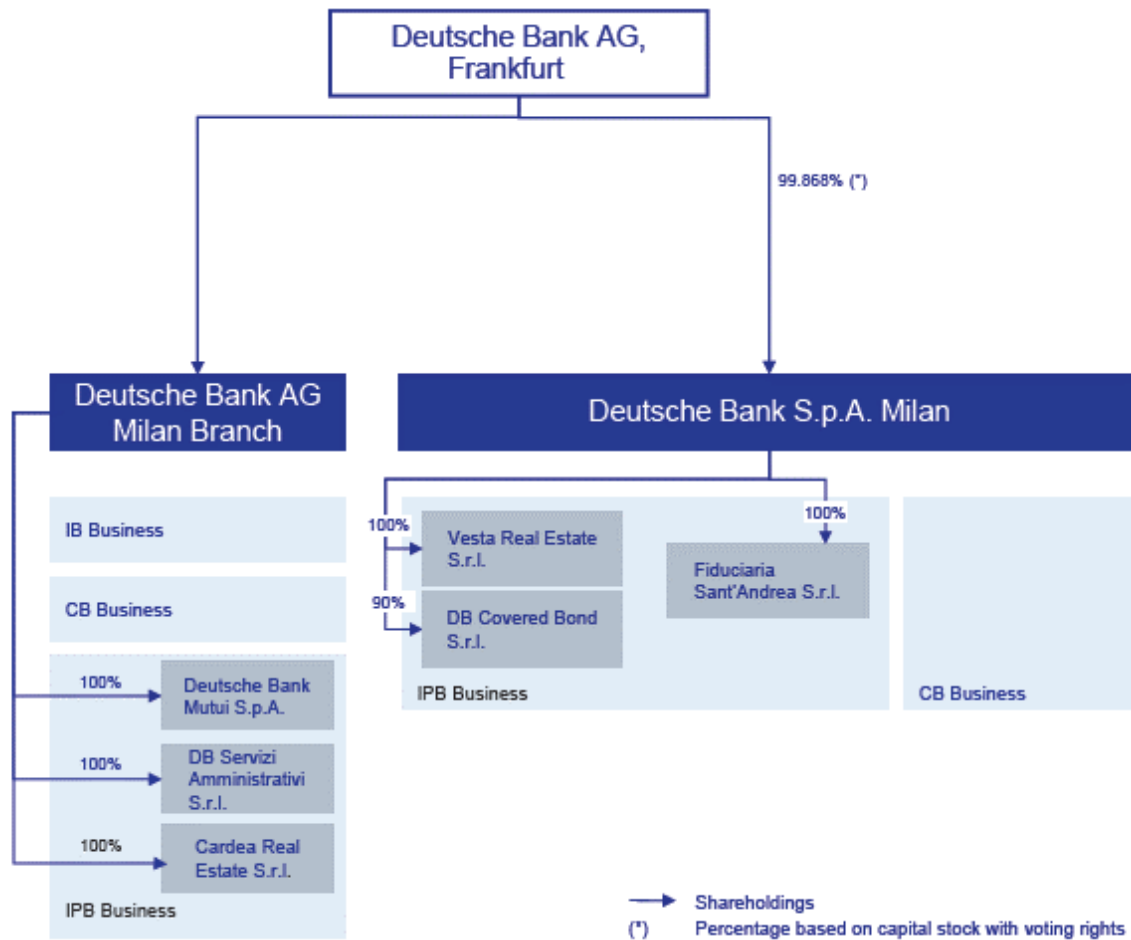 Deutsche Bank AG,
Frankfurt
99.868% (*)
Deutsche Bank AG
Milan Branch
Deutsche Bank S.p.A. Milan
IB Business
CB Business
100%
Deutsche Bank
Mutui S.p.A.
100%
DB Servizi
Amministrativi
S.r.l.
100%
Cardea Real
Estate S.r.l.
IPB Business
100%
Vesta Real Estate
S.r.l.
90%
DB Covered Bond
S.r.l.
100%
Fiduciaria
Sant'Andrea S.r.l.
IPB Business
CB Business
Shareholdings
(*) Percentage based on capital stock with voting rights